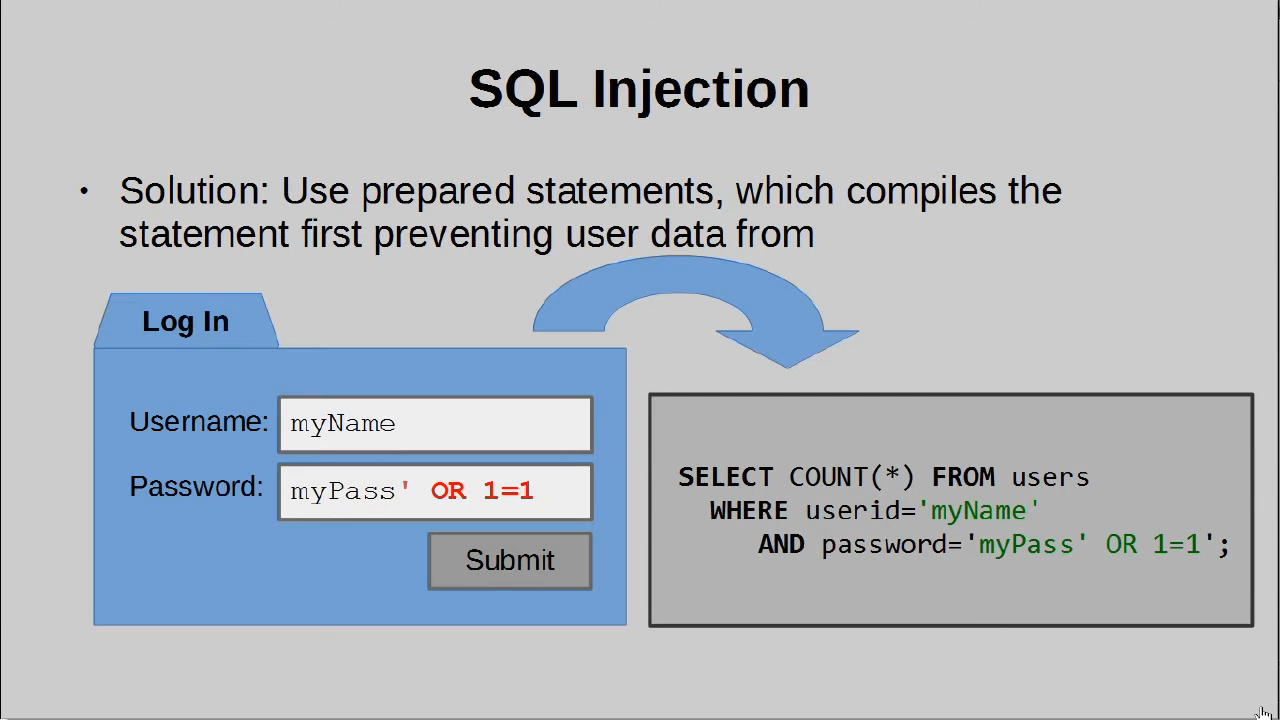 SQL Injection
• Solution: Use prepared statements, which compiles the
statement first preventing user data from
Log In
Username: myName
Password: myPass' OR 1=1
Submit
SELECT COUNT(*) FROM users
WHERE userid='myName'
AND password='myPass' OR 1=1';